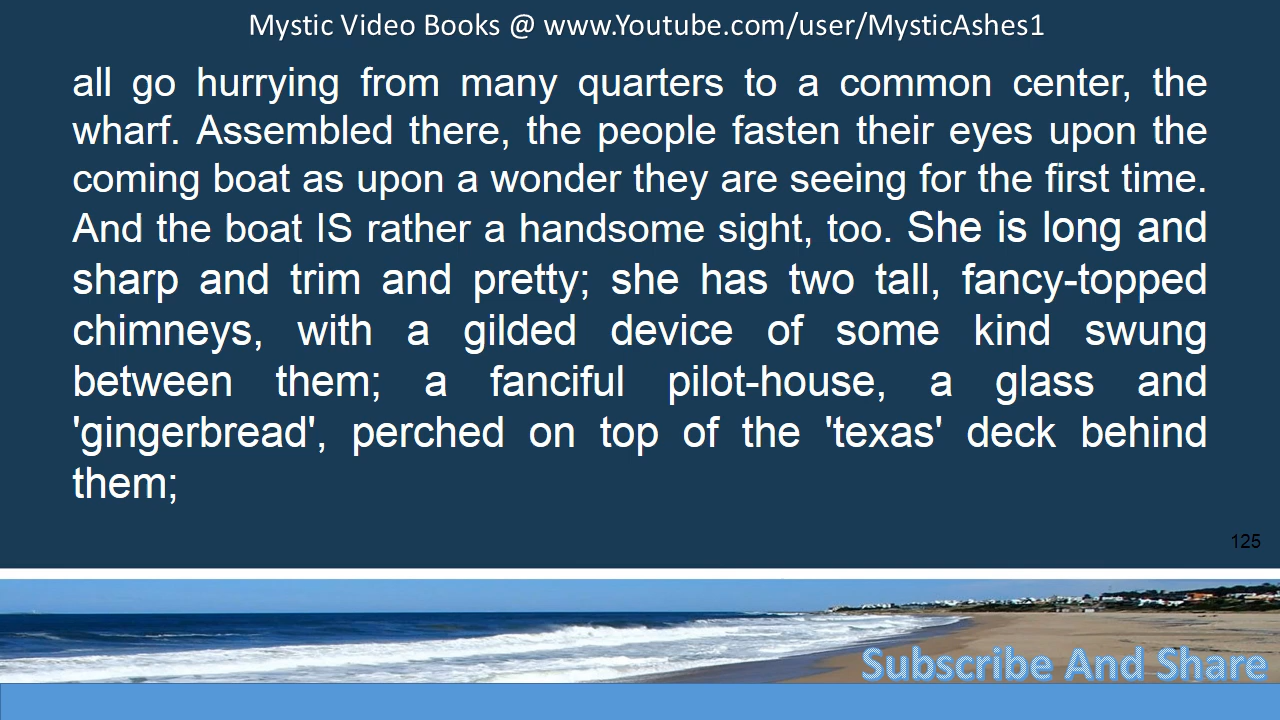 Mystic Video Books @ www.Youtube.com/user/MysticAshes1
all go hurrying from many quarters to a common center, the
wharf. Assembled there, the people fasten their eyes upon the
coming boat as upon a wonder they are seeing for the first time.
And the boat IS rather a handsome sight, too. She is long and
sharp and trim and pretty; she has two tall, fancy-topped
chimneys, with a gilded device of some kind swung
between them; a fanciful pilot-house, a glass and
'gingerbread', perched on top of the 'texas' deck behind
them;
125
Subscribe And Share